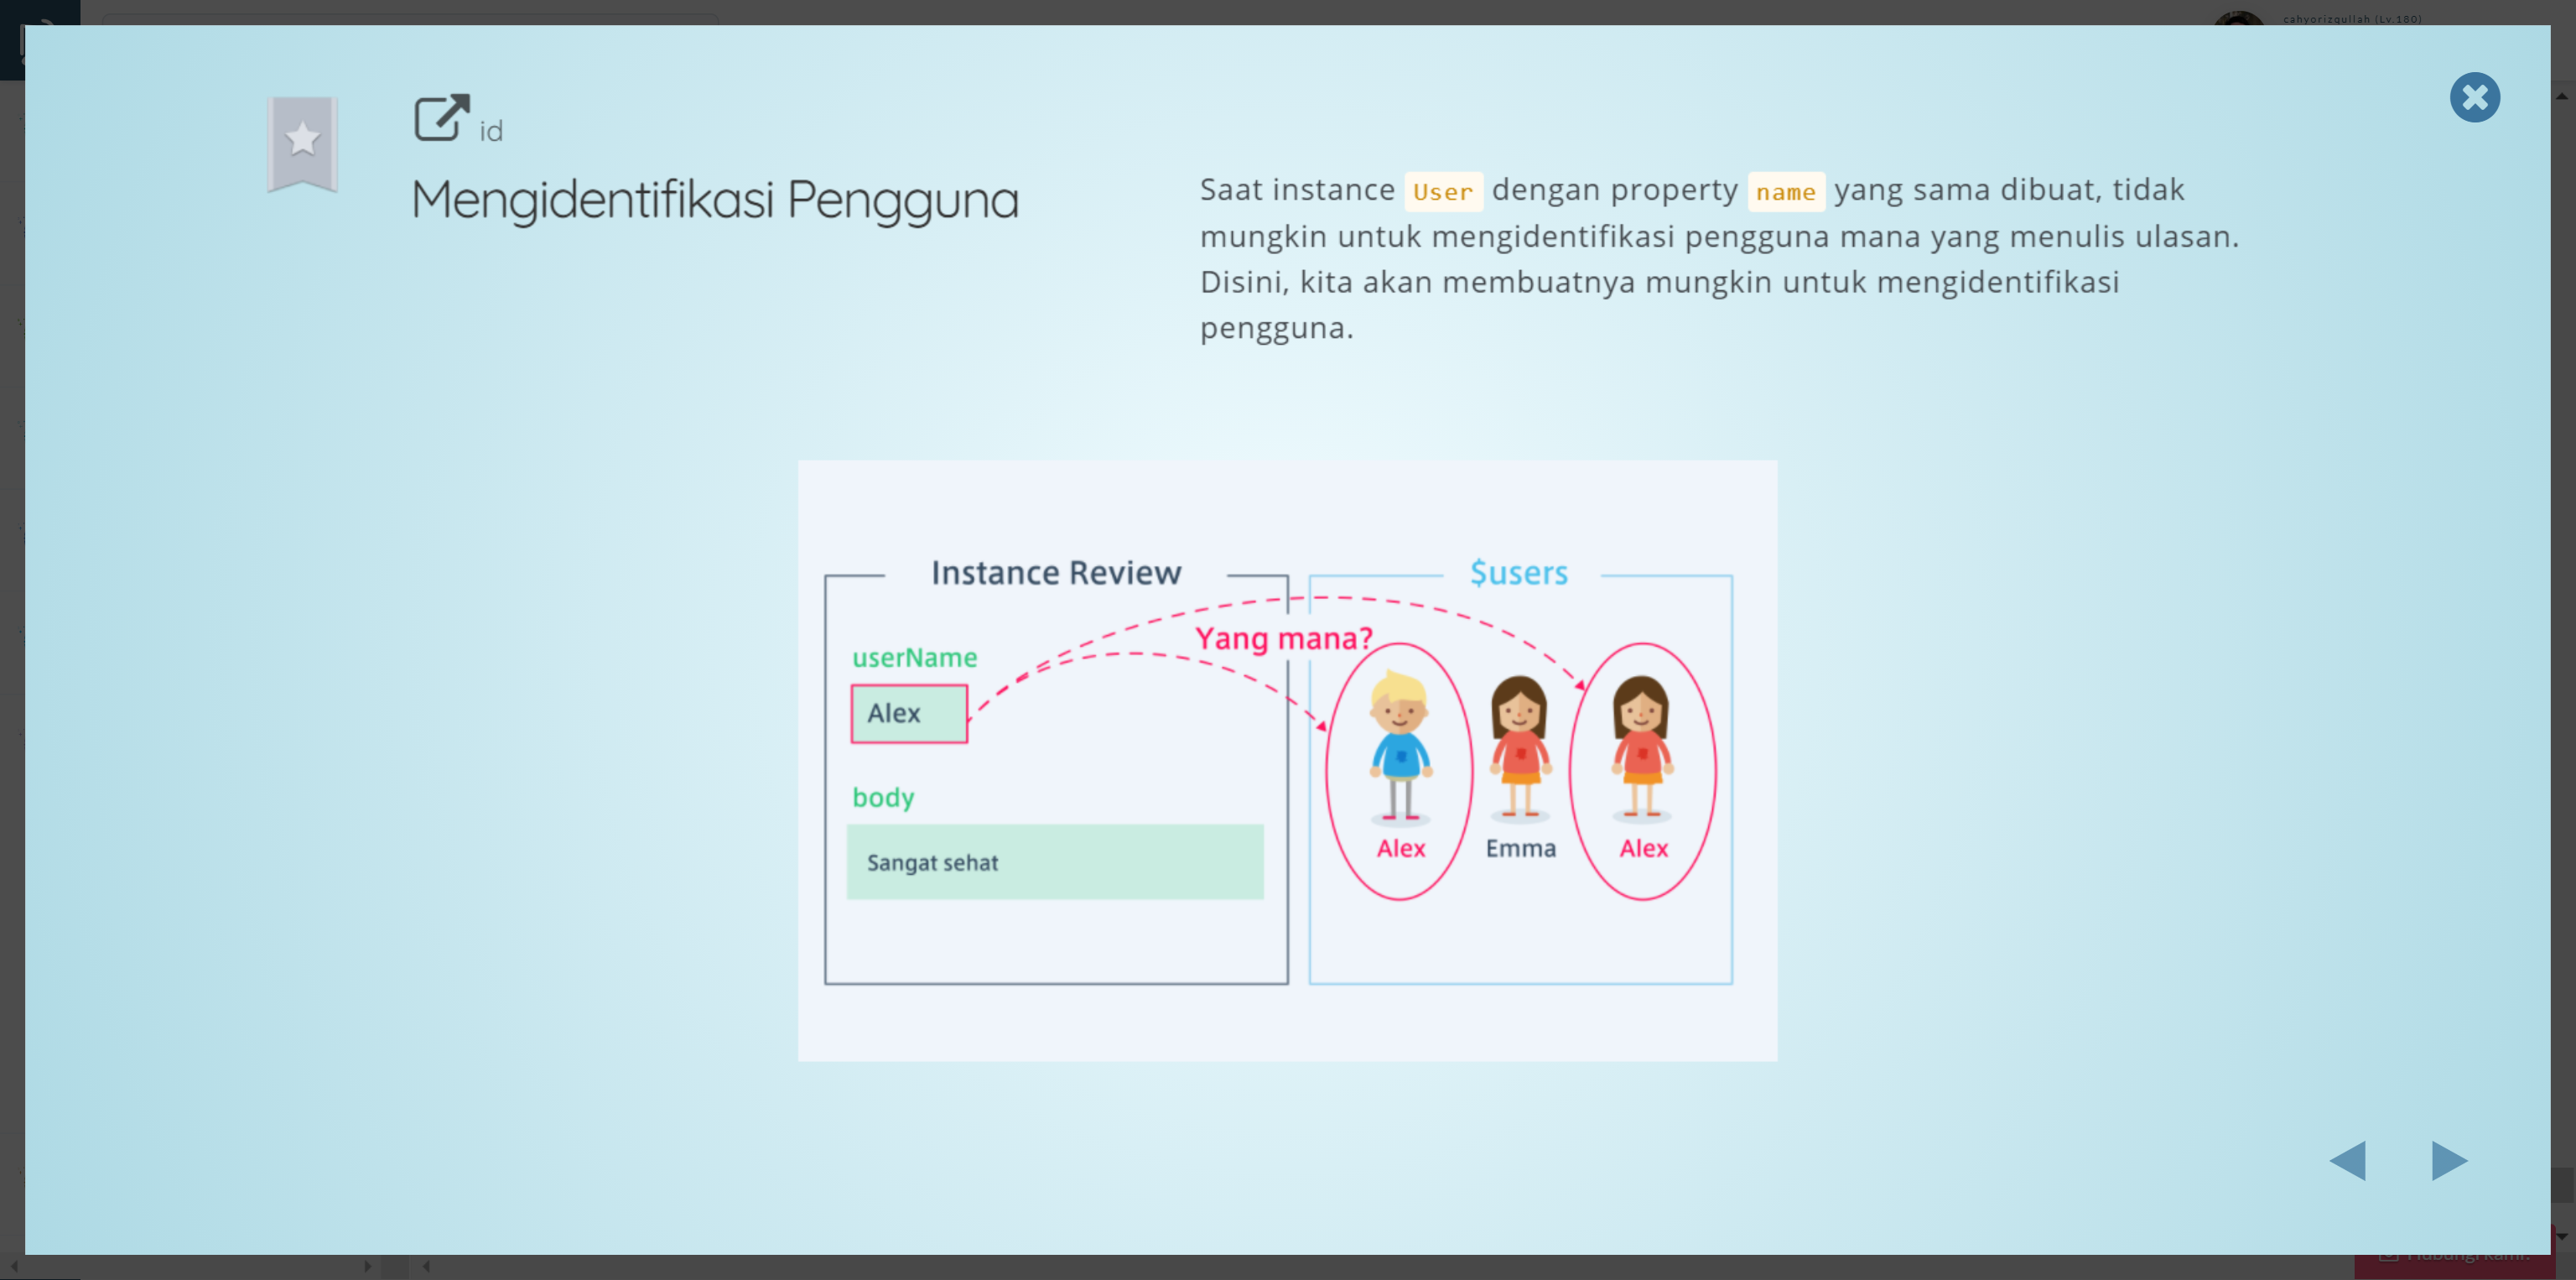 cahyorizqullah (Lv.180)
id
Mengidentifikasi Pengguna
Saat instance User dengan property name yang sama dibuat, tidak
mungkin untuk mengidentifikasi pengguna mana yang menulis ulasan.
Disini, kita akan membuatnya mungkin untuk mengidentifikasi
pengguna.
Instance Review
$users
Yang mana?
userName
Alex
body
Sangat sehat
Alex
Emma
Alex
Hubungi kami!